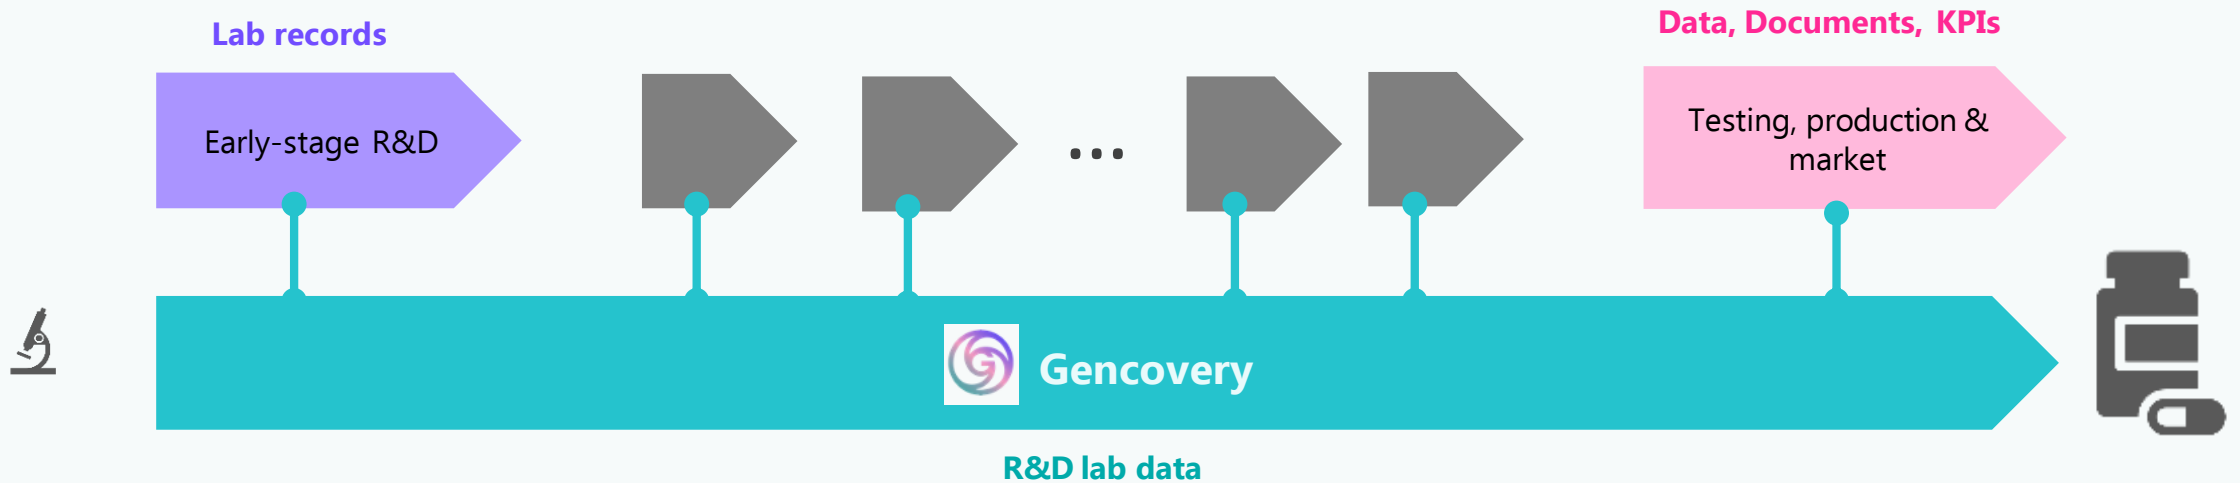 Lab records
Data, Documents, KPIs
Early-stage R&D
...
Testing, production &
market
G
Gencovery
R&D lab data